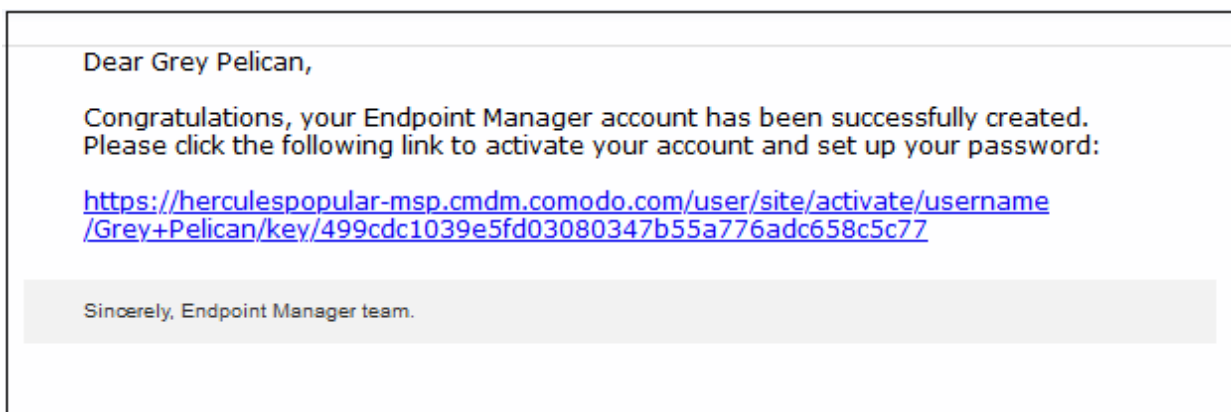 Dear Grey Pelican,
Congratulations, your Endpoint Manager account has been successfully created.
Please click the following link to activate your account and set up your password:
https://herculespopular-msp.cmdm.comodo.com/user/site/activate/username
/Grey+Pelican/key/499cdc1039e5fd03080347b55a776adc658c5c77
Sincerely, Endpoint Manager team.